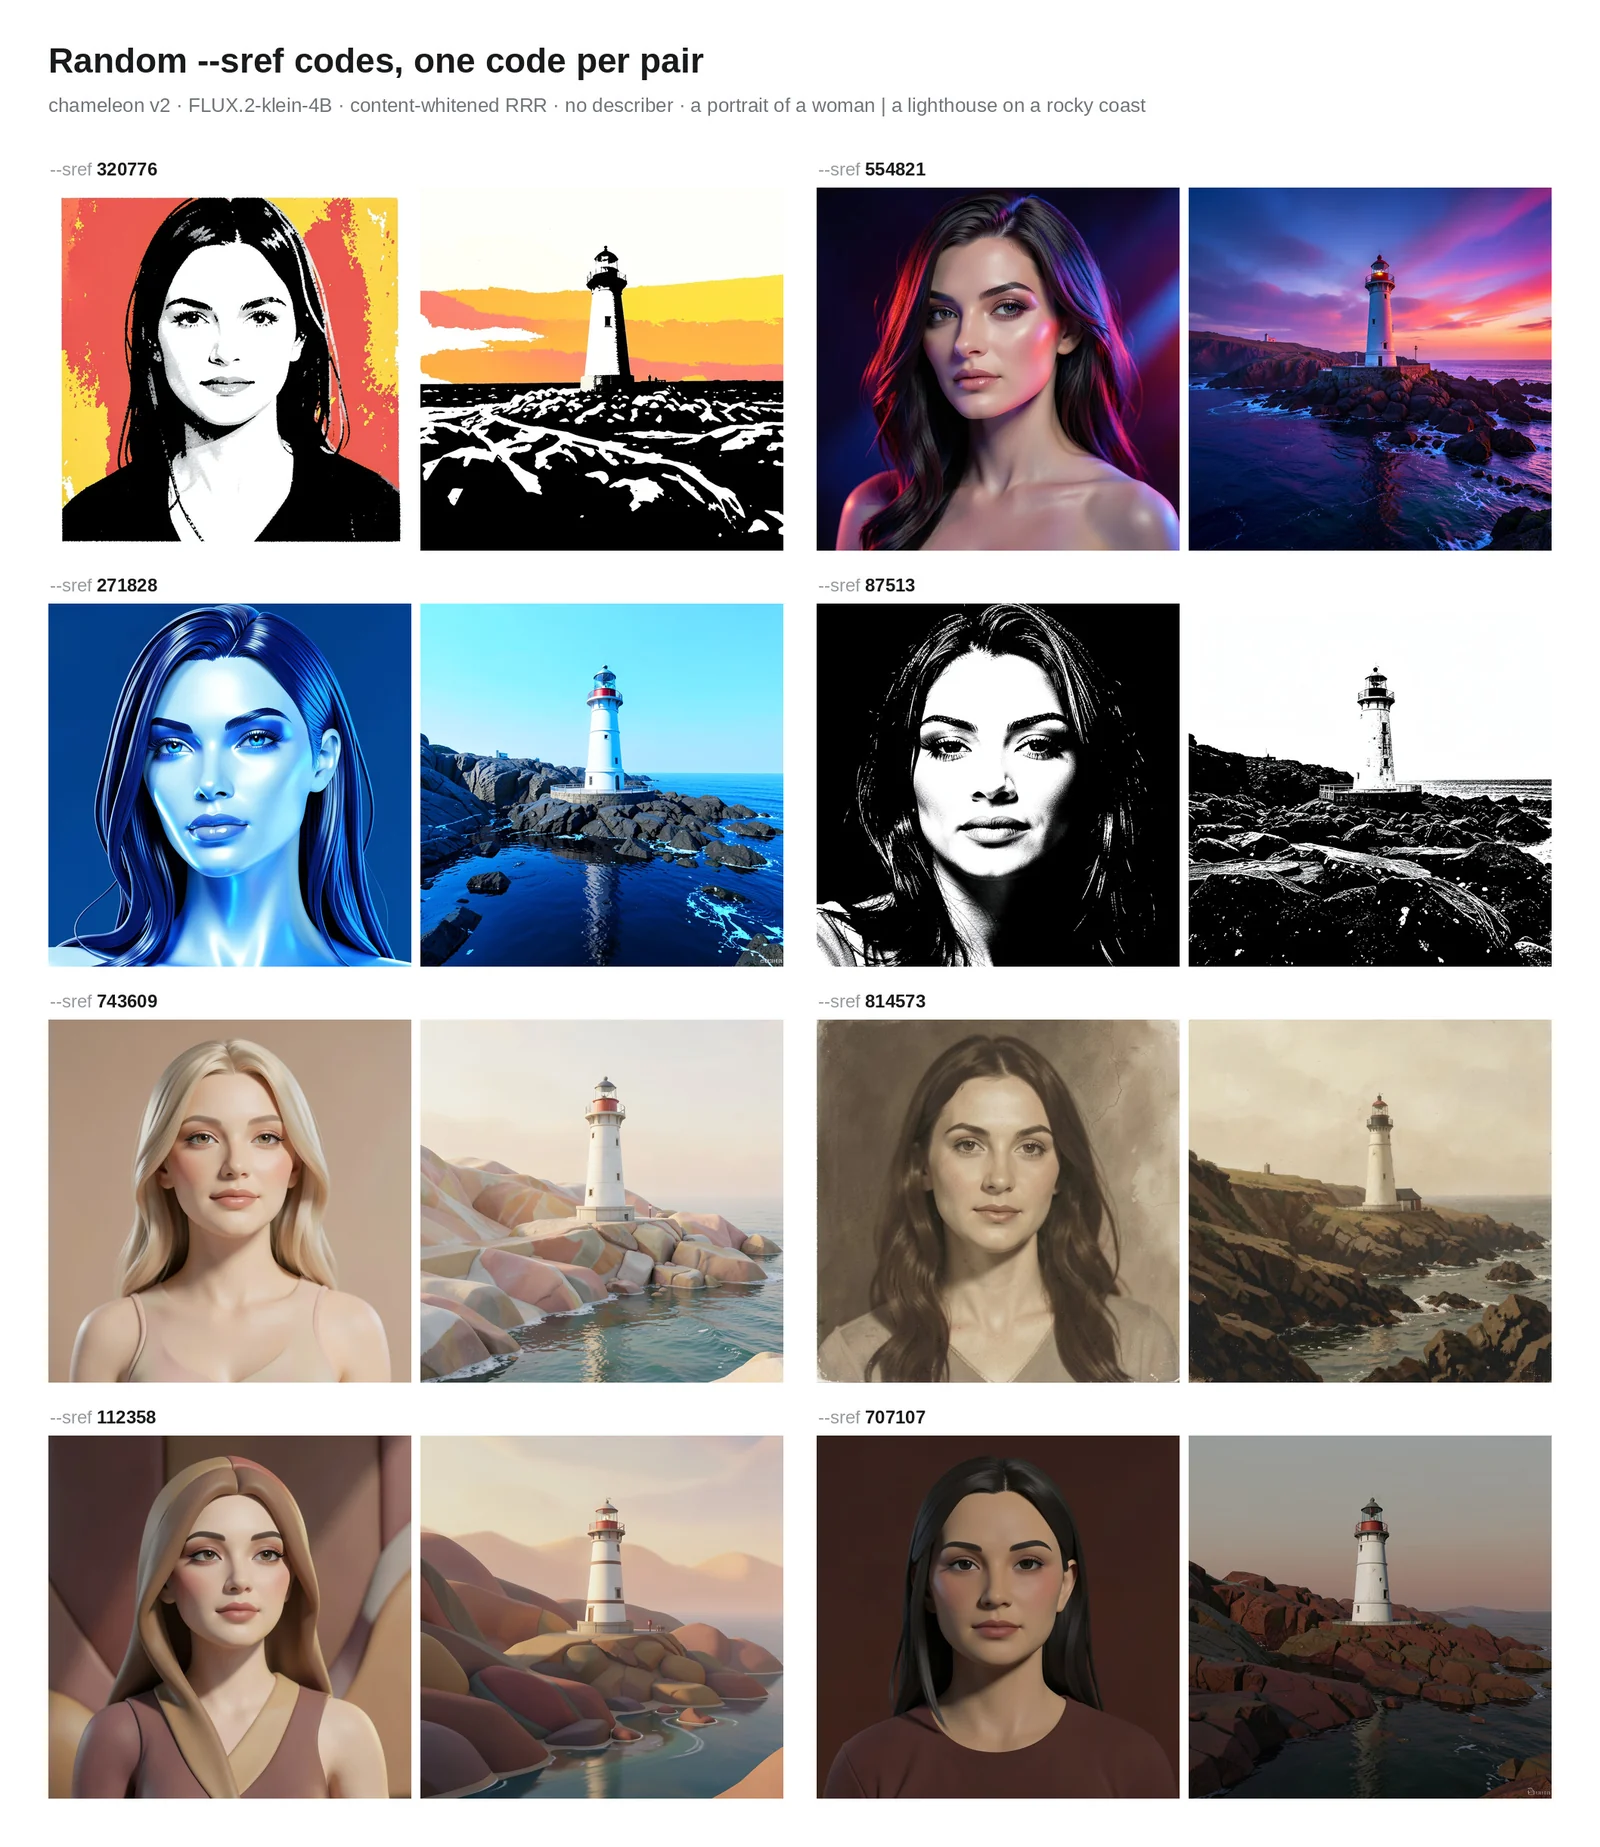 Random --sref codes, one code per pair
chameleon v2 · FLUX.2-klein-4B · content-whitened RRR · no describer · a portrait of a woman | a lighthouse on a rocky coast
--sref 320776
--sref 554821
--sref 271828
--sref 87513
--sref 743609
--sref 814573
--sref 112358
--sref 707107